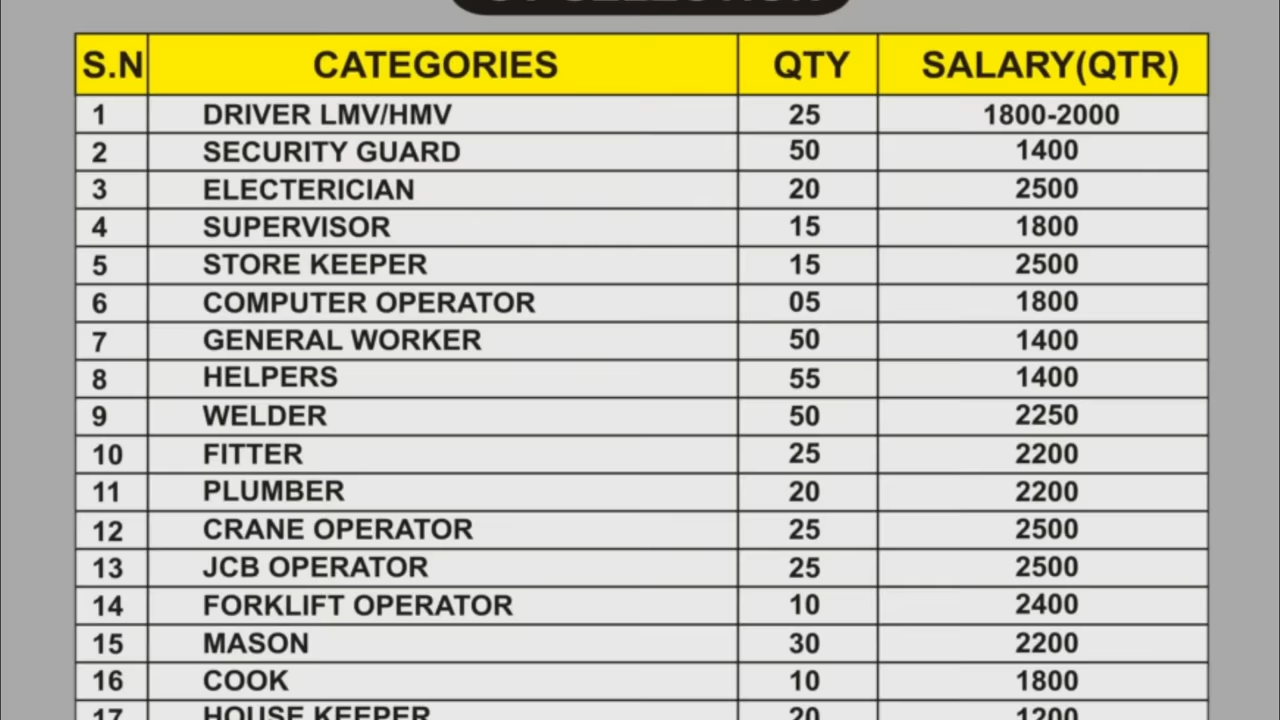 S.N CATEGORIES QTY SALARY(QTR)
1 DRIVER LMV/HMV 25 1800-2000
2 SECURITY GUARD 50 1400
3 ELECTERICIAN 20 2500
4 SUPERVISOR 15 1800
5 STORE KEEPER 15 2500
6 COMPUTER OPERATOR 05 1800
7 GENERAL WORKER 50 1400
8 HELPERS 55 1400
9 WELDER 50 2250
10 FITTER 25 2200
11 PLUMBER 20 2200
12 CRANE OPERATOR 25 2500
13 JCB OPERATOR 25 2500
14 FORKLIFT OPERATOR 10 2400
15 MASON 30 2200
16 COOK 10 1800
17 HOUSE KEEPER 20 1200